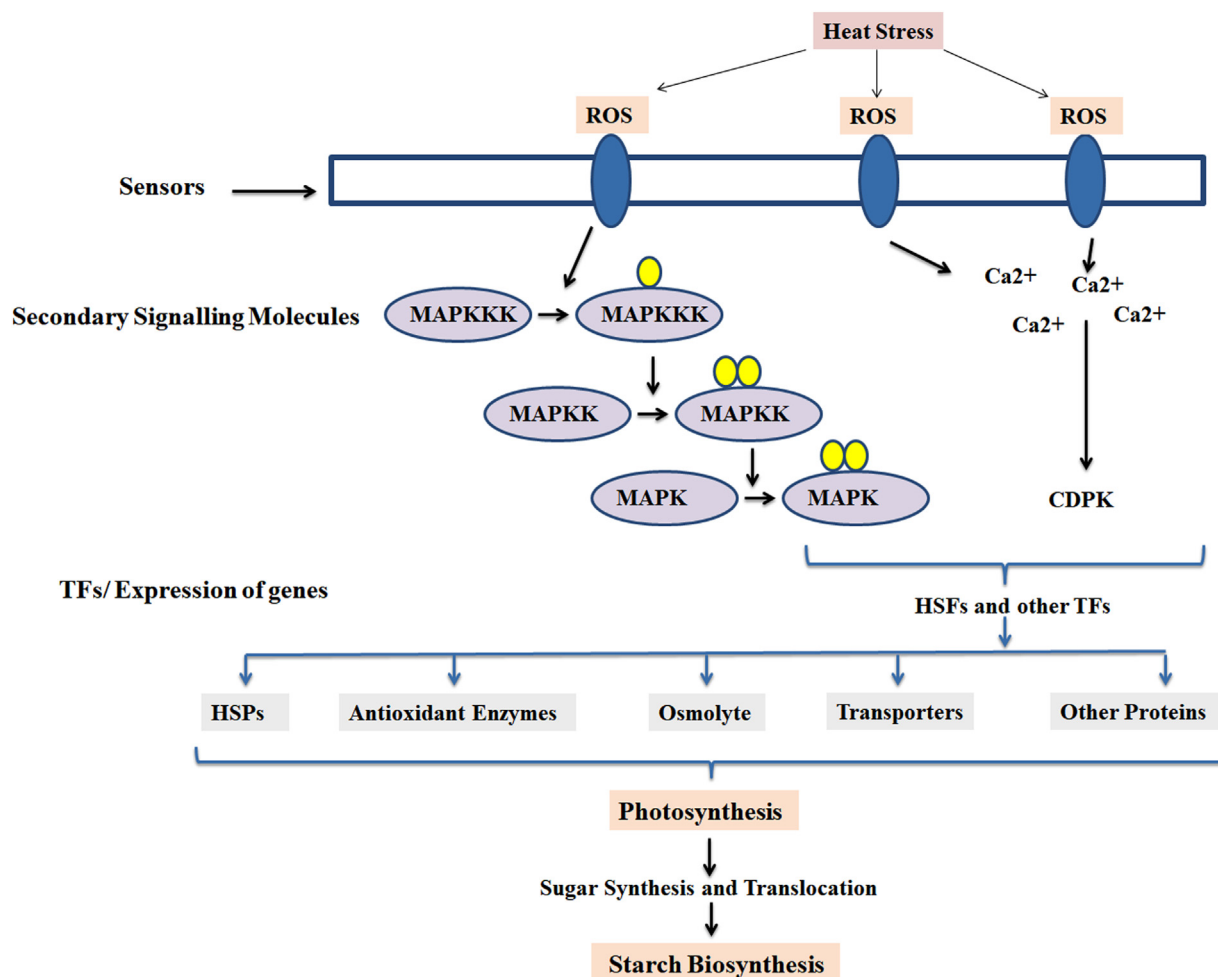 Heat Stress
ROS ROS ROS
Sensors
Ca2+ Ca2+
Secondary Signalling Molecules MAPKKK MAPKKK Ca2+ Ca2+
MAPKK MAPKK
MAPK MAPK CDPK
TFs/ Expression of genes
HSFs and other TFs
HSPs Antioxidant Enzymes Osmolyte Transporters Other Proteins
Photosynthesis
Sugar Synthesis and Translocation
Starch Biosynthesis